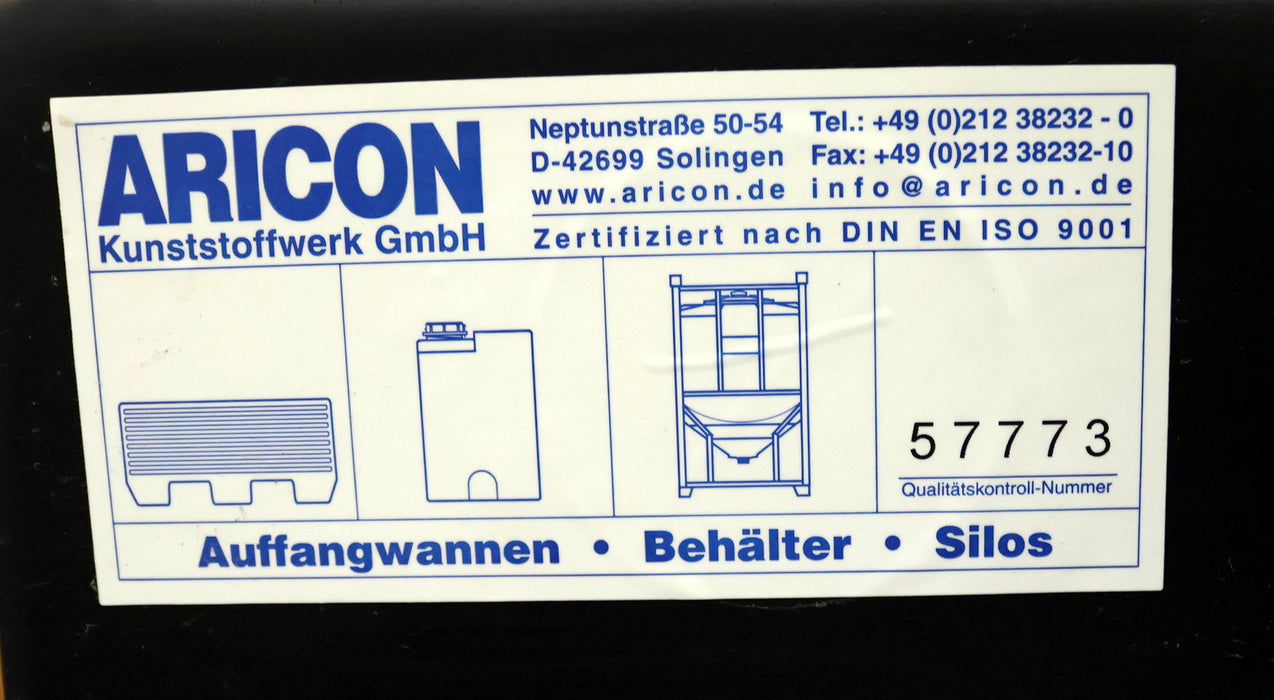 ARICON
Kunststoffwerk GmbH
Neptunstraße 50-54 Tel.: +49 (0)212 38232 - 0
D-42699 Solingen Fax: +49 (0)212 38232-10
www.aricon.de info@aricon.de
Zertifiziert nach DIN EN ISO 9001
57773
Qualitätskontroll-Nummer
Auffangwannen • Behälter • Silos